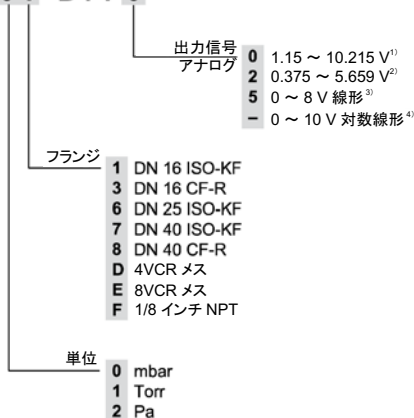 出力信号
アナログ
0 1.15 ~ 10.215 V1)
2 0.375 ~ 5.659 V2)
5 0 ~ 8 V 線形 3)
– 0 ~ 10 V 対数線形 4)
フランジ
1 DN 16 ISO-KF
3 DN 16 CF-R
6 DN 25 ISO-KF
7 DN 40 ISO-KF
8 DN 40 CF-R
D 4VCR メス
E 8VCR メス
F 1/8 インチ NPT
単位
0 mbar
1 Torr
2 Pa